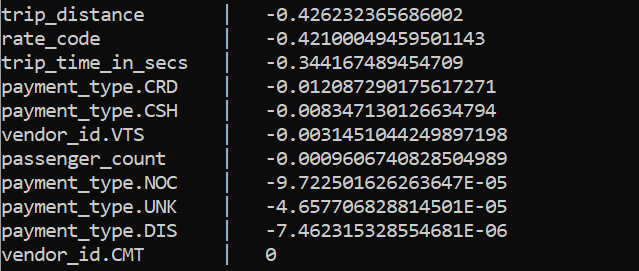 trip_distance | -0.426232365686002
rate_code | -0.42100049459501143
trip_time_in_secs | -0.344167489454709
payment_type.CRD | -0.012087290175617271
payment_type.CSH | -0.008347130126634794
vendor_id.VTS | -0.0031451044249897198
passenger_count | -0.0009606740828504989
payment_type.NOC | -9.722501626263647E-05
payment_type.UNK | -4.657706828814501E-05
payment_type.DIS | -7.462315328554681E-06
vendor_id.CMT | 0